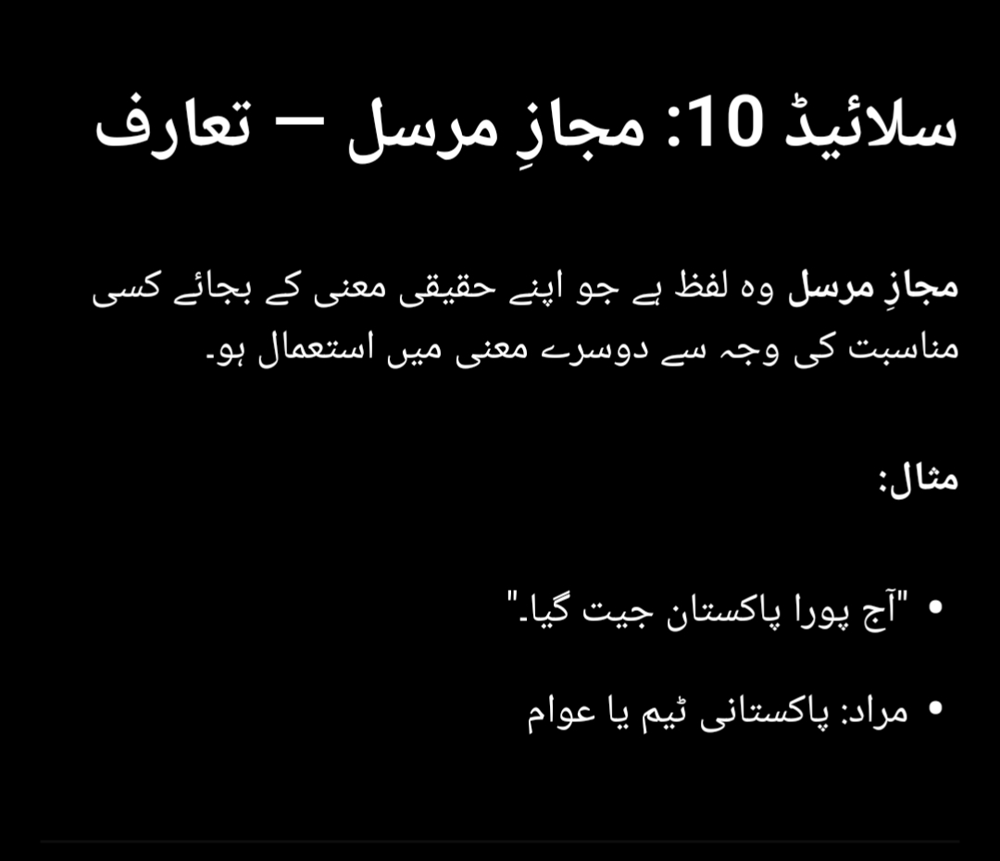 سلائیڈ 10: مجازِ مرسل — تعارف
مجازِ مرسل وہ لفظ ہے جو اپنے حقیقی معنی کے بجائے کسی
مناسبت کی وجہ سے دوسرے معنی میں استعمال ہو۔
مثال:
• "آج پورا پاکستان جیت گیا۔"
• مراد: پاکستانی ٹیم یا عوام